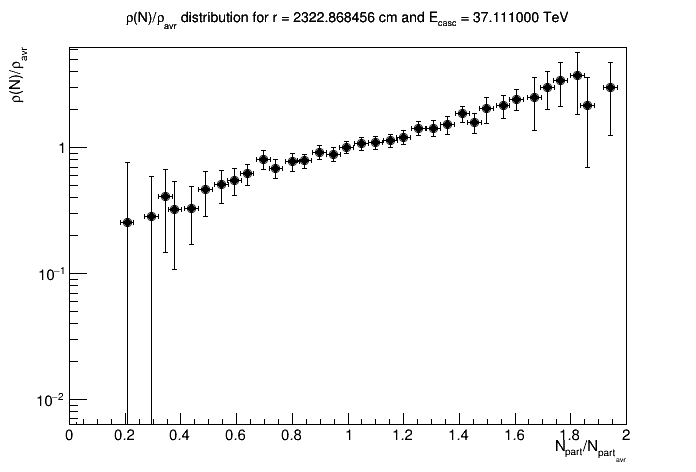 ρ(N)/ρavr distribution for r = 2322.868456 cm and Ecasc = 37.111000 TeV
ρ(N)/ρavr
1
10−1
10−2
0 0.2 0.4 0.6 0.8 1 1.2 1.4 1.6 1.8 2
Npart/Npartavr